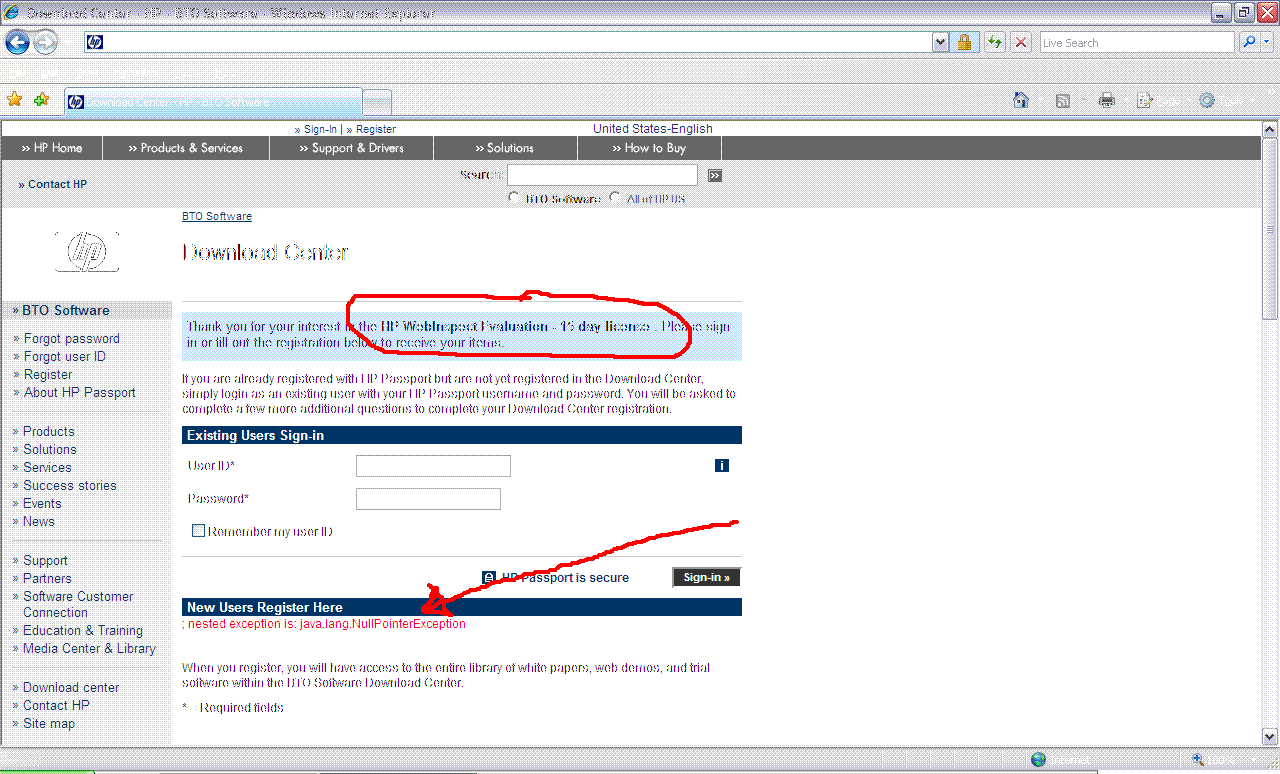 Download Center - HP - BTO Software - Windows Internet Explorer
hp
Live Search
hp Download Center - HP - BTO Software
» Sign-In | » Register
United States-English
» HP Home
» Products & Services
» Support & Drivers
» Solutions
» How to Buy
» Contact HP
Search:
BTO Software
All of HP US
BTO Software
hp
Download Center
» BTO Software
» Forgot password
» Forgot user ID
» Register
» About HP Passport
» Products
» Solutions
» Services
» Success stories
» Events
» News
» Support
» Partners
» Software Customer
Connection
» Education & Training
» Media Center & Library
» Download center
» Contact HP
» Site map
Thank you for your interest in the HP WebInspect Evaluation - day license . Please sign
in or fill out the registration below to receive your items.
If you are already registered with HP Passport but are not yet registered in the Download Center,
simply login as an existing user with your HP Passport username and password. You will be asked to
complete a few more additional questions to complete your Download Center registration.
Existing Users Sign-in
User ID*
i
Password*
Remember my user ID
HP Passport is secure
Sign-in »
New Users Register Here
; nested exception is: java.lang.NullPointerException
When you register, you will have access to the entire library of white papers, web demos, and trial
software within the BTO Software Download Center.
* Required fields
Internet
100%